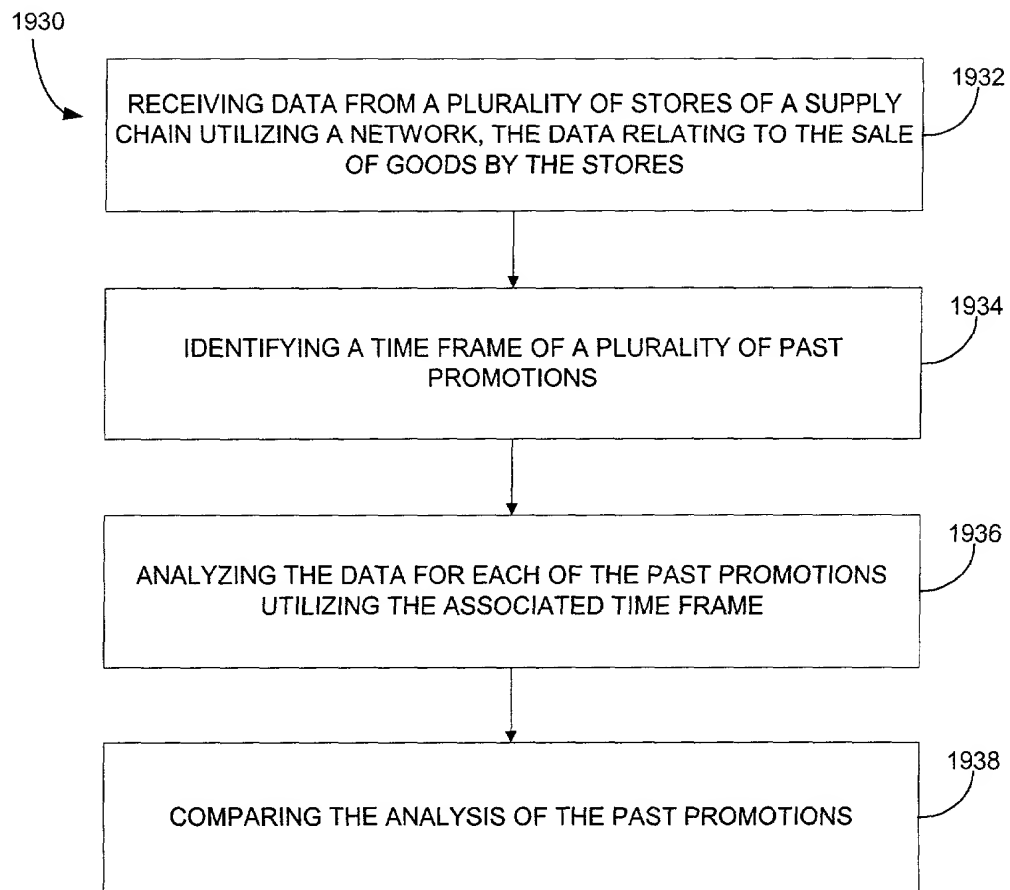 1930
1932
RECEIVING DATA FROM A PLURALITY OF STORES OF A SUPPLY
CHAIN UTILIZING A NETWORK, THE DATA RELATING TO THE SALE
OF GOODS BY THE STORES
1934
IDENTIFYING A TIME FRAME OF A PLURALITY OF PAST
PROMOTIONS
1936
ANALYZING THE DATA FOR EACH OF THE PAST PROMOTIONS
UTILIZING THE ASSOCIATED TIME FRAME
1938
COMPARING THE ANALYSIS OF THE PAST PROMOTIONS